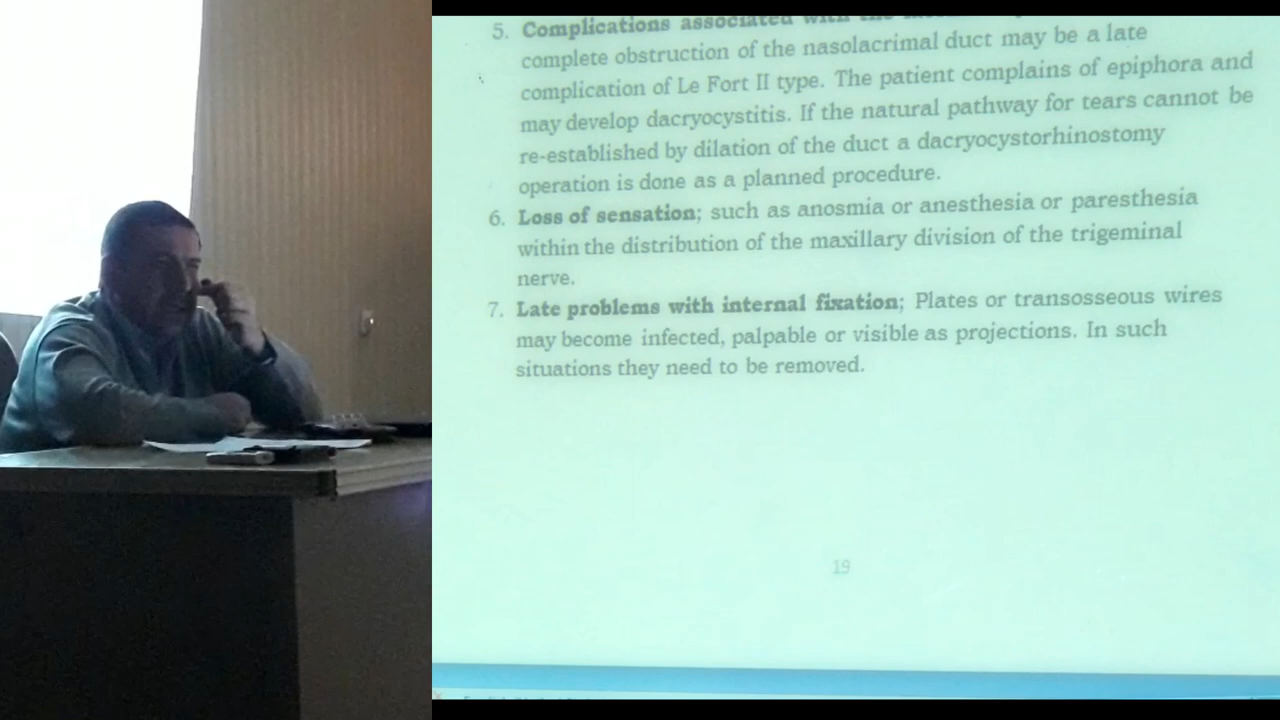 5. Complications associated with the
complete obstruction of the nasolacrimal duct may be a late
complication of Le Fort II type. The patient complains of epiphora and
may develop dacryocystitis. If the natural pathway for tears cannot be
re-established by dilation of the duct a dacryocystorhinostomy
operation is done as a planned procedure.
6. Loss of sensation; such as anosmia or anesthesia or paresthesia
within the distribution of the maxillary division of the trigeminal
nerve.
7. Late problems with internal fixation; Plates or transosseous wires
may become infected, palpable or visible as projections. In such
situations they need to be removed.
19